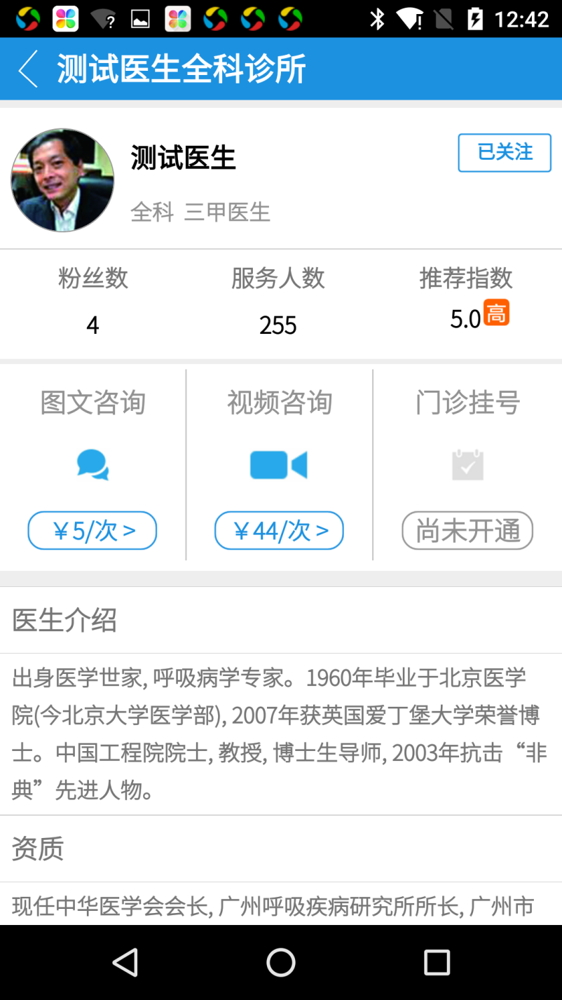 12:42
测试医生全科诊所
测试医生
已关注
全科 三甲医生
粉丝数 服务人数 推荐指数
4 255 5.0 高
图文咨询 视频咨询 门诊挂号
￥5/次 > ￥44/次 > 尚未开通
医生介绍
出身医学世家, 呼吸病学专家。1960年毕业于北京医学
院(今北京大学医学部), 2007年获英国爱丁堡大学荣誉博
士。中国工程院院士, 教授, 博士生导师, 2003年抗击“非
典”先进人物。
资质
现任中华医学会会长, 广州呼吸疾病研究所所长, 广州市